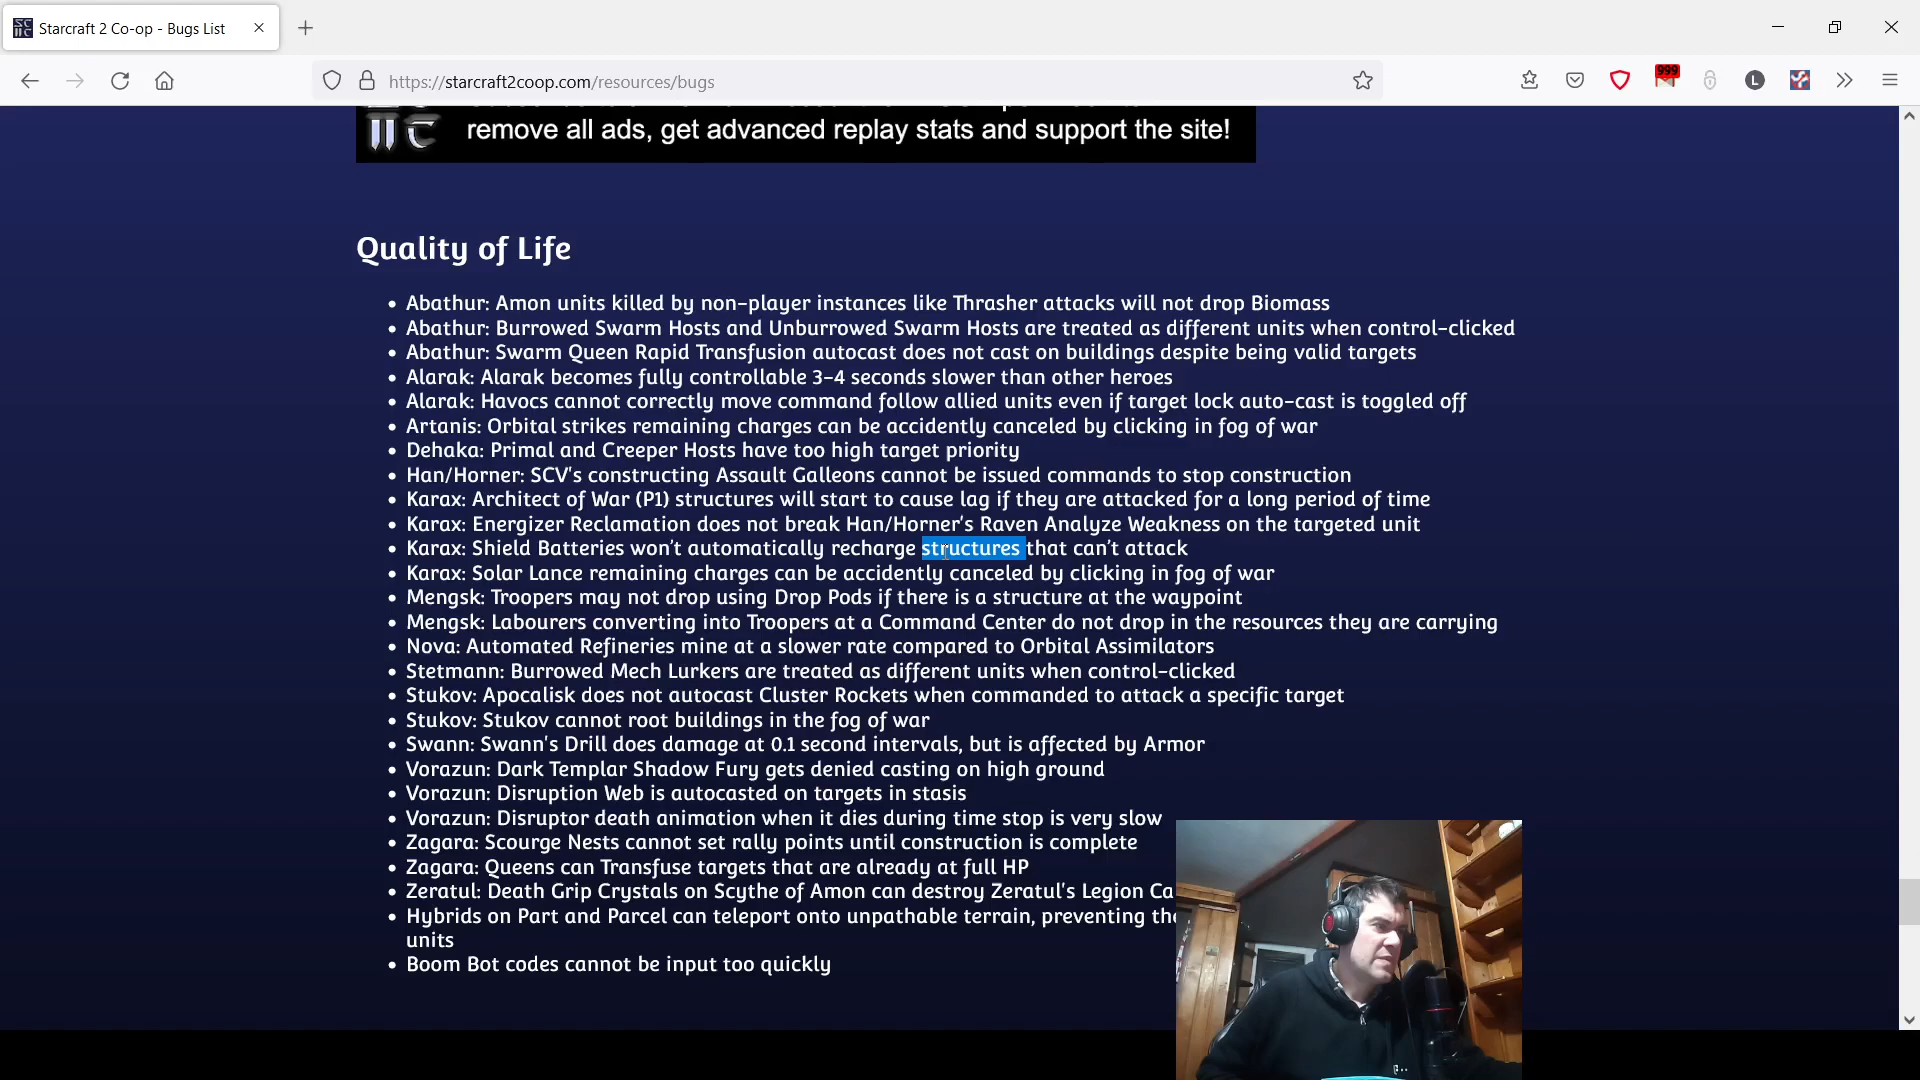 Starcraft 2 Co-op - Bugs List
https://starcraft2coop.com/resources/bugs
999
L
remove all ads, get advanced replay stats and support the site!
Quality of Life
• Abathur: Amon units killed by non-player instances like Thrasher attacks will not drop Biomass
• Abathur: Burrowed Swarm Hosts and Unburrowed Swarm Hosts are treated as different units when control-clicked
• Abathur: Swarm Queen Rapid Transfusion autocast does not cast on buildings despite being valid targets
• Alarak: Alarak becomes fully controllable 3-4 seconds slower than other heroes
• Alarak: Havocs cannot correctly move command follow allied units even if target lock auto-cast is toggled off
• Artanis: Orbital strikes remaining charges can be accidently canceled by clicking in fog of war
• Dehaka: Primal and Creeper Hosts have too high target priority
• Han/Horner: SCV's constructing Assault Galleons cannot be issued commands to stop construction
• Karax: Architect of War (P1) structures will start to cause lag if they are attacked for a long period of time
• Karax: Energizer Reclamation does not break Han/Horner's Raven Analyze Weakness on the targeted unit
• Karax: Shield Batteries won't automatically recharge structures that can't attack
• Karax: Solar Lance remaining charges can be accidently canceled by clicking in fog of war
• Mengsk: Troopers may not drop using Drop Pods if there is a structure at the waypoint
• Mengsk: Labourers converting into Troopers at a Command Center do not drop in the resources they are carrying
• Nova: Automated Refineries mine at a slower rate compared to Orbital Assimilators
• Stetmann: Burrowed Mech Lurkers are treated as different units when control-clicked
• Stukov: Apocalisk does not autocast Cluster Rockets when commanded to attack a specific target
• Stukov: Stukov cannot root buildings in the fog of war
• Swann: Swann's Drill does damage at 0.1 second intervals, but is affected by Armor
• Vorazun: Dark Templar Shadow Fury gets denied casting on high ground
• Vorazun: Disruption Web is autocasted on targets in stasis
• Vorazun: Disruptor death animation when it dies during time stop is very slow
• Zagara: Scourge Nests cannot set rally points until construction is complete
• Zagara: Queens can Transfuse targets that are already at full HP
• Zeratul: Death Grip Crystals on Scythe of Amon can destroy Zeratul's Legion
• Hybrids on Part and Parcel can teleport onto unpathable terrain, preventing
units
• Boom Bot codes cannot be input too quickly